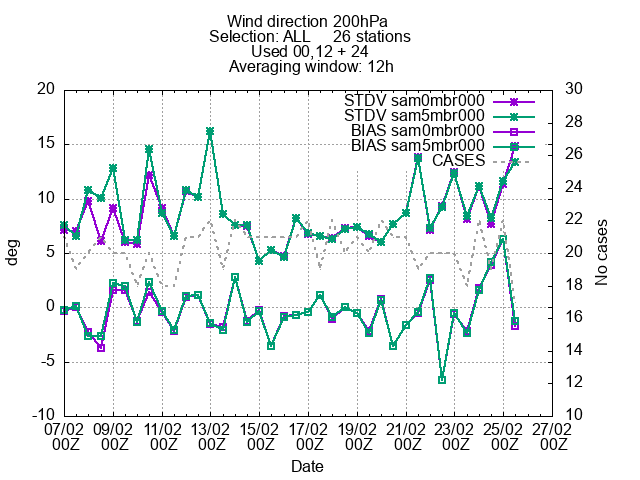 Wind direction 200hPa
Selection: ALL 26 stations
Used 00,12 + 24
Averaging window: 12h
20 30
STDV sam0mbr000
STDV sam5mbr000
BIAS sam0mbr000
BIAS sam5mbr000
CASES
28
15
26
24
10
22
deg
5 20
No cases
18
0
16
14
-5
12
-10 10
07/02 09/02 11/02 13/02 15/02 17/02 19/02 21/02 23/02 25/02 27/02
00Z 00Z 00Z 00Z 00Z 00Z 00Z 00Z 00Z 00Z 00Z
Date